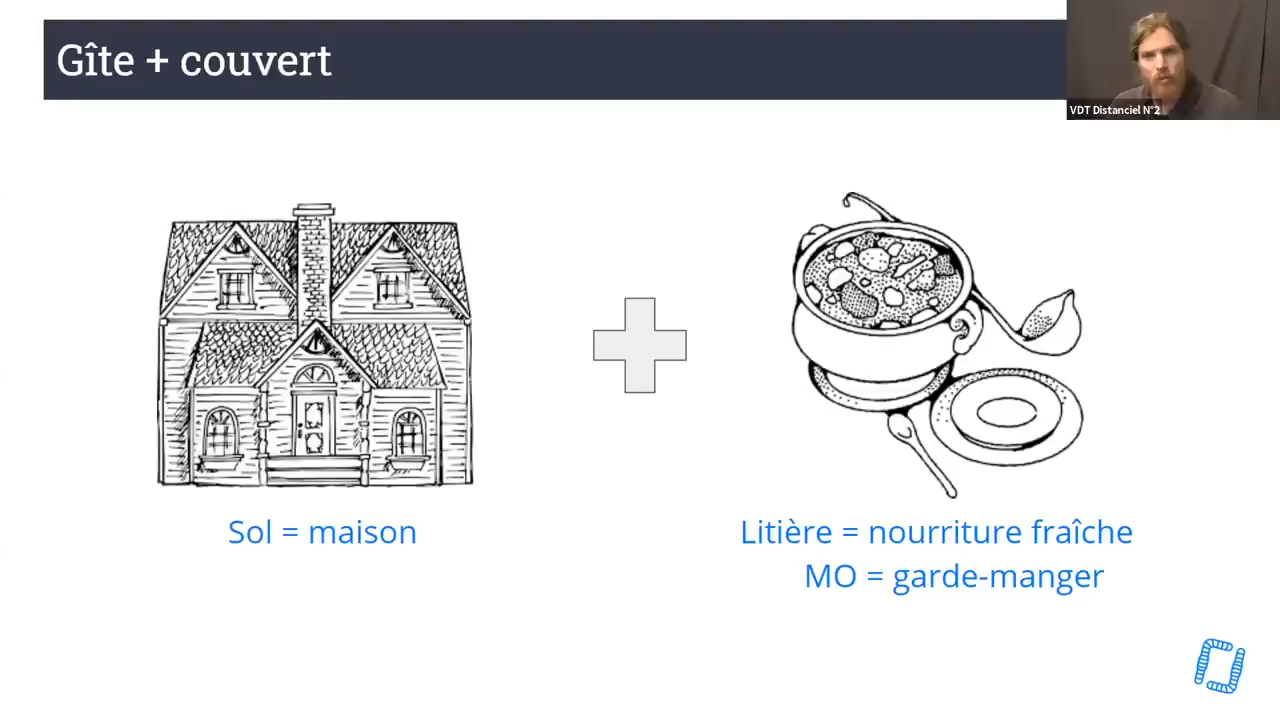 Gîte + couvert
VDT Distanciel N°2
Sol = maison
Litière = nourriture fraîche
MO = garde-manger